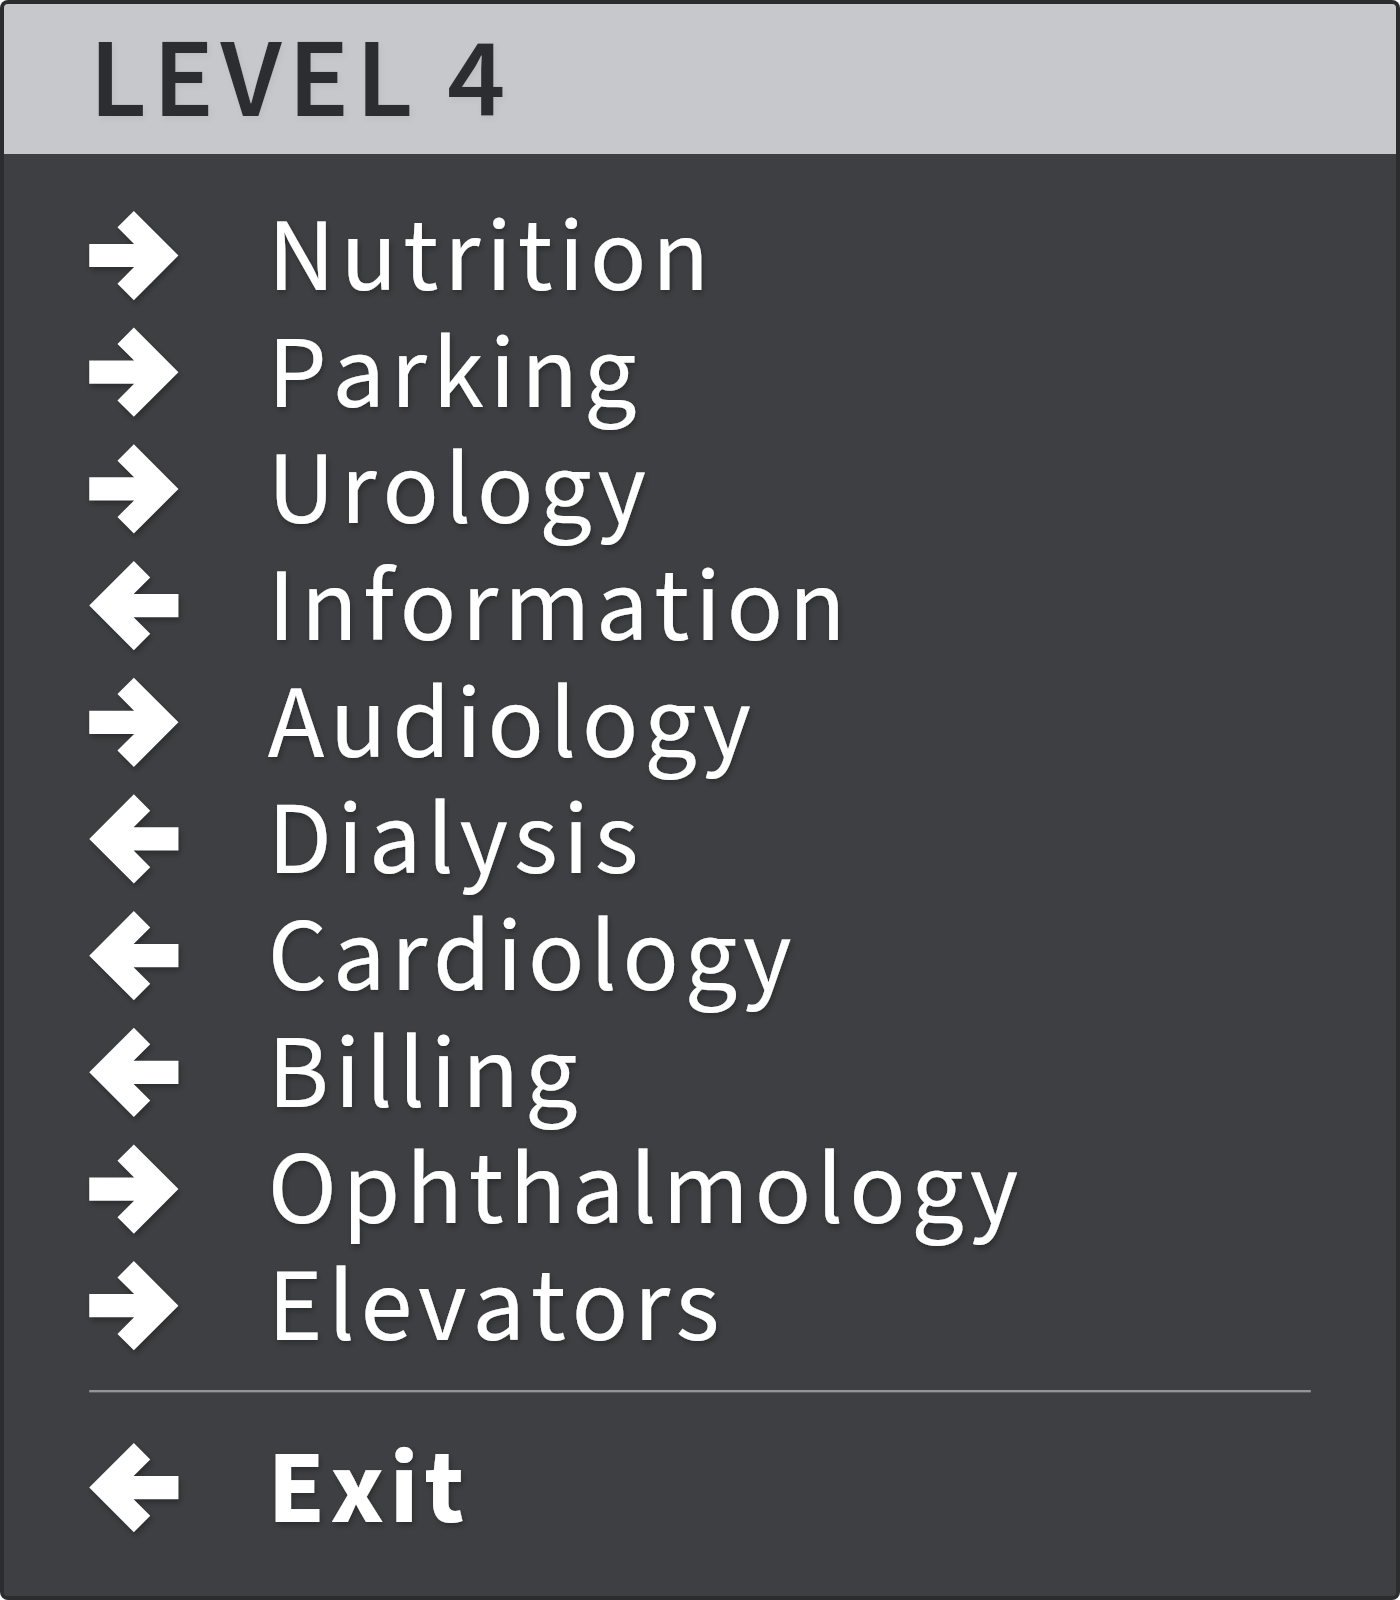 LEVEL 4
Nutrition
Parking
Urology
Information
Audiology
Dialysis
Cardiology
Billing
Ophthalmology
Elevators
Exit